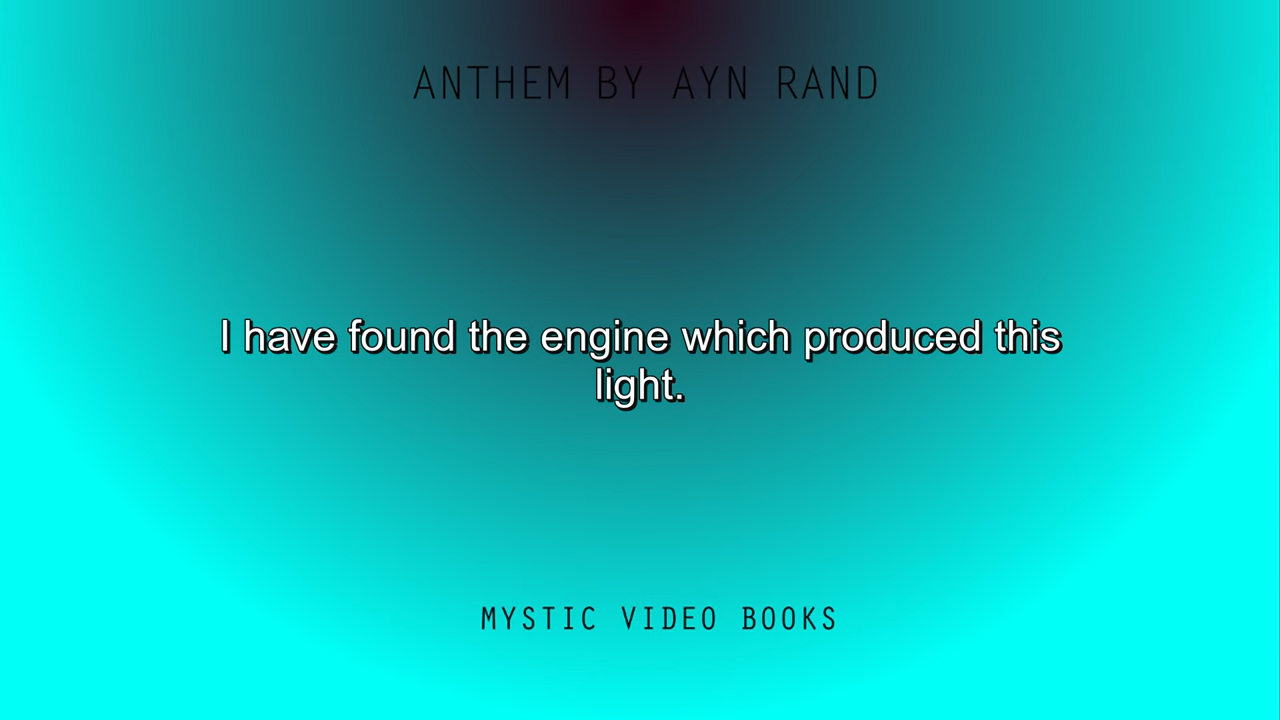 ANTHEM BY AYN RAND
I have found the engine which produced this
light.
MYSTIC VIDEO BOOKS